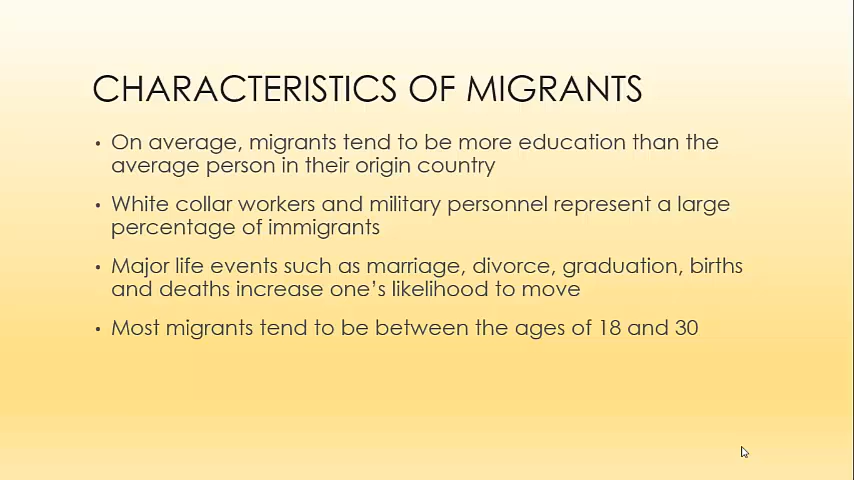 CHARACTERISTICS OF MIGRANTS
• On average, migrants tend to be more education than the
average person in their origin country
• White collar workers and military personnel represent a large
percentage of immigrants
• Major life events such as marriage, divorce, graduation, births
and deaths increase one's likelihood to move
• Most migrants tend to be between the ages of 18 and 30